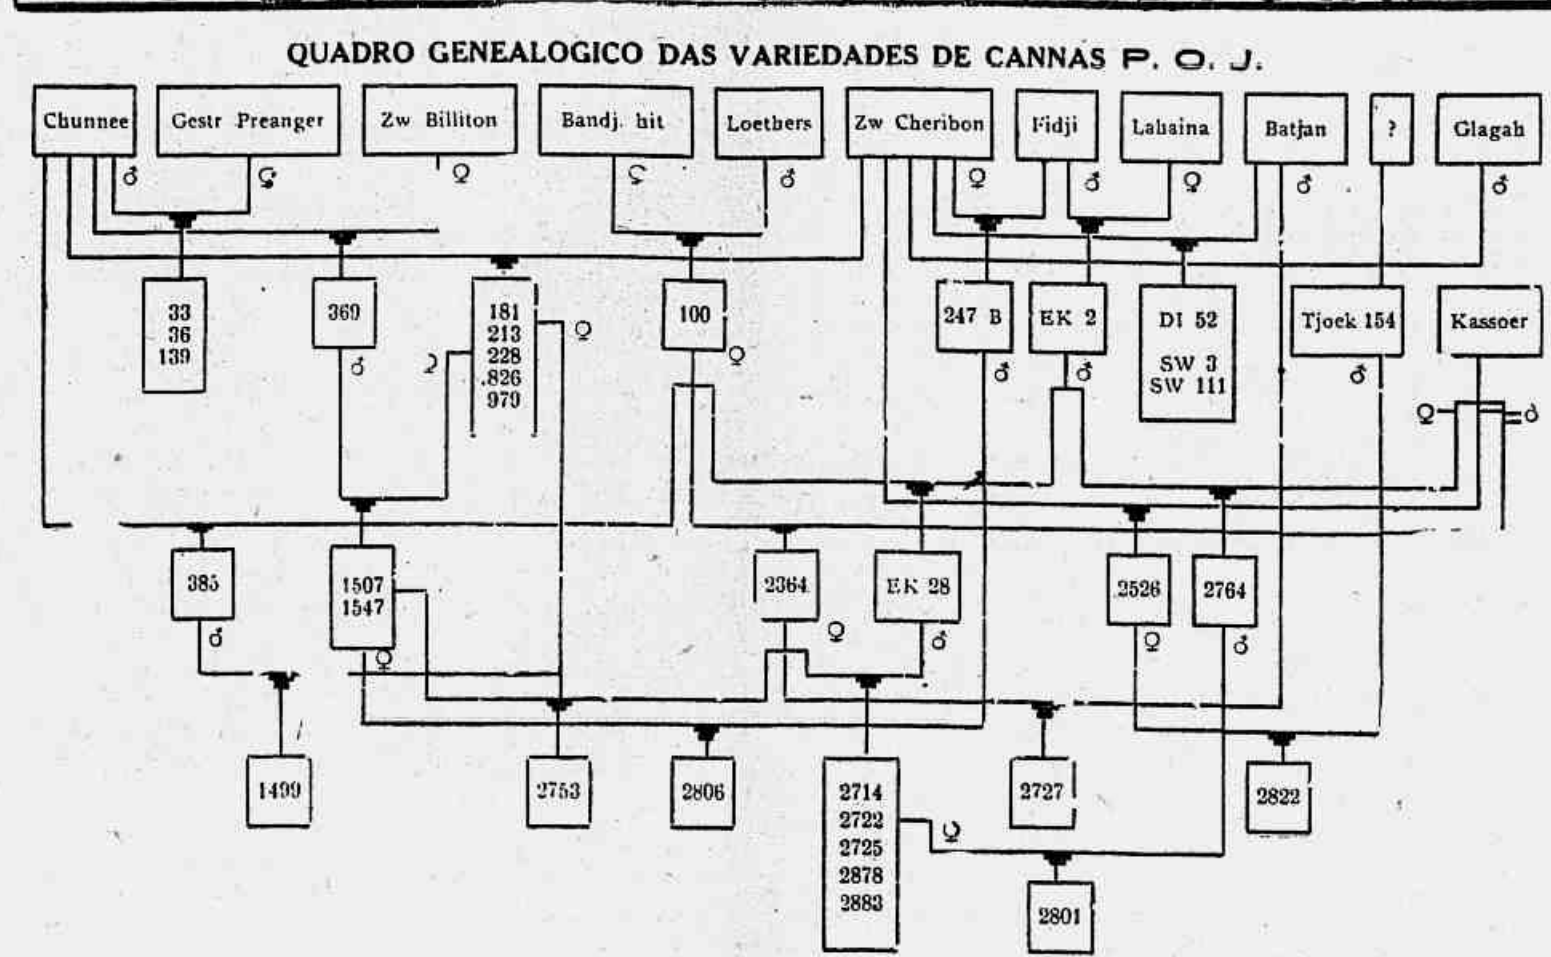 QUADRO GENEALOGICO DAS VARIEDADES DE CANNAS P. O. J.
Chunnee
Gestr Preanger
Zw Billiton
Bandj. hit
Loethers
Zw Cheribon
Fidji
Lahaina
Batjan
?
Glagah
♂
♀
♀
♀
♂
♀
♂
♀
♂
♂
33
36
139
369
181
213
228
.826
979
100
247 B
EK 2
DI 52
SW 3
SW 111
Tjoek 154
Kassoer
♂
♀
♀
♀
♂
♂
♂
♀
♂
385
1507
1547
2364
EK 28
2526
2764
♂
♀
♀
♂
♀
♂
1499
2753
2806
2714
2722
2725
2878
2883
♀
2727
2822
2801